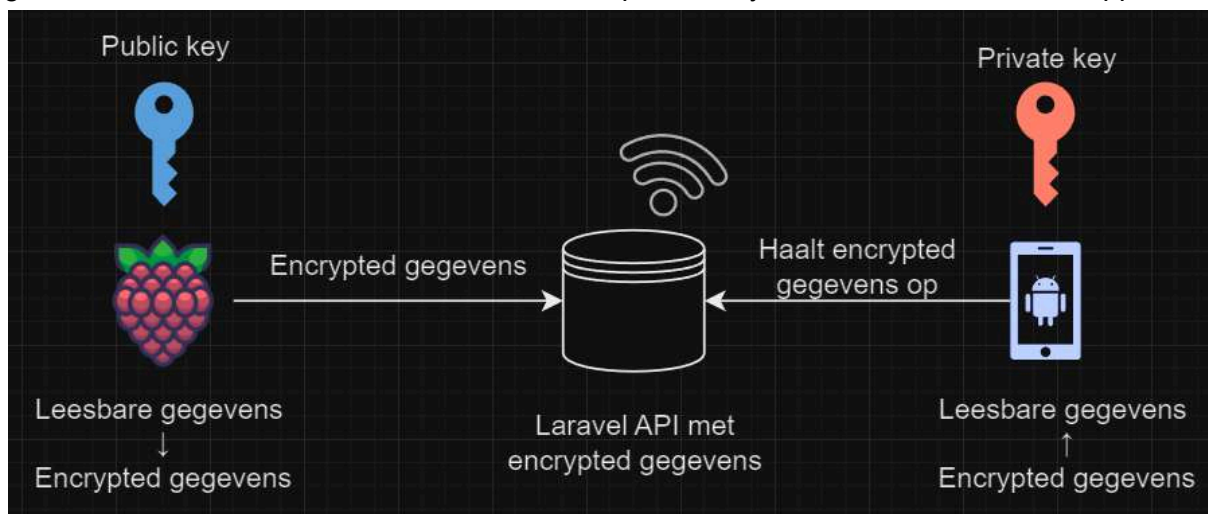 Public key
Private key
Encrypted gegevens
Haalt encrypted
gegevens op
Leesbare gegevens
↓
Encrypted gegevens
Laravel API met
encrypted gegevens
Leesbare gegevens
↑
Encrypted gegevens